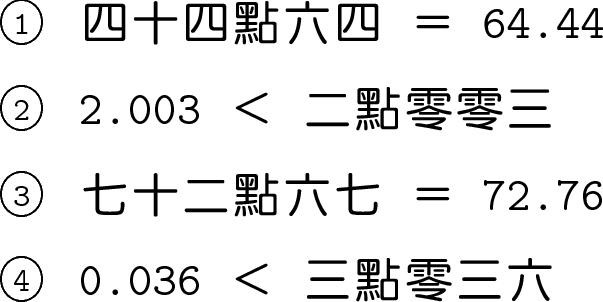 ① 四十四點六四 = 64.44
② 2.003 < 二點零零三
③ 七十二點六七 = 72.76
④ 0.036 < 三點零三六